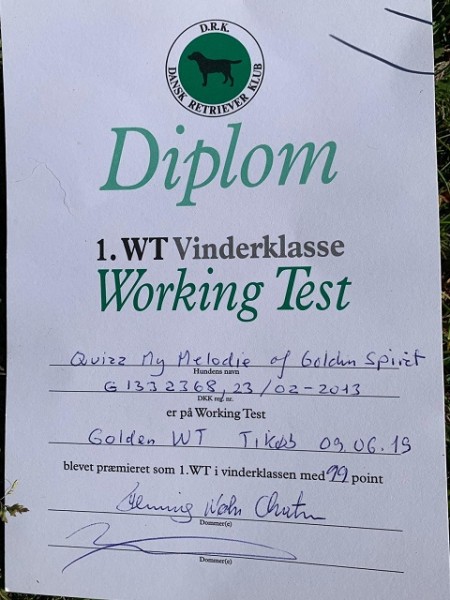 D.R.K.
DANSK RETRIEVER KLUB
Diplom
1. WT Vinderklasse
Working Test
Quizz My Melodie of Golden Spirit
Hundens navn
G 1332368, 23/02-2013
DKK reg. nr.
er på Working Test
Golden WT Tikøb 09.06.19
blevet præmieret som 1.WT i vinderklassen med 99 point
Henning
Dommer(e)
Dommer(e)